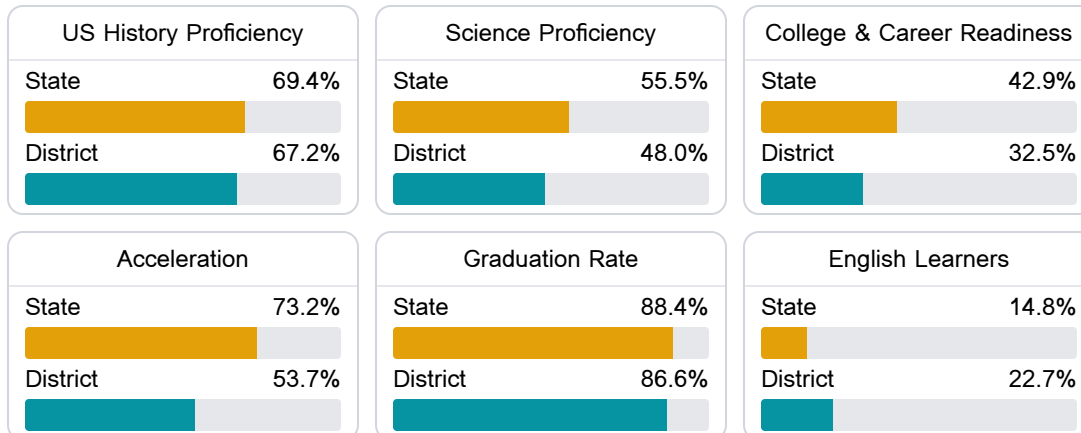 US History Proficiency
State 69.4%
District 67.2%
Science Proficiency
State 55.5%
District 48.0%
College & Career Readiness
State 42.9%
District 32.5%
Acceleration
State 73.2%
District 53.7%
Graduation Rate
State 88.4%
District 86.6%
English Learners
State 14.8%
District 22.7%